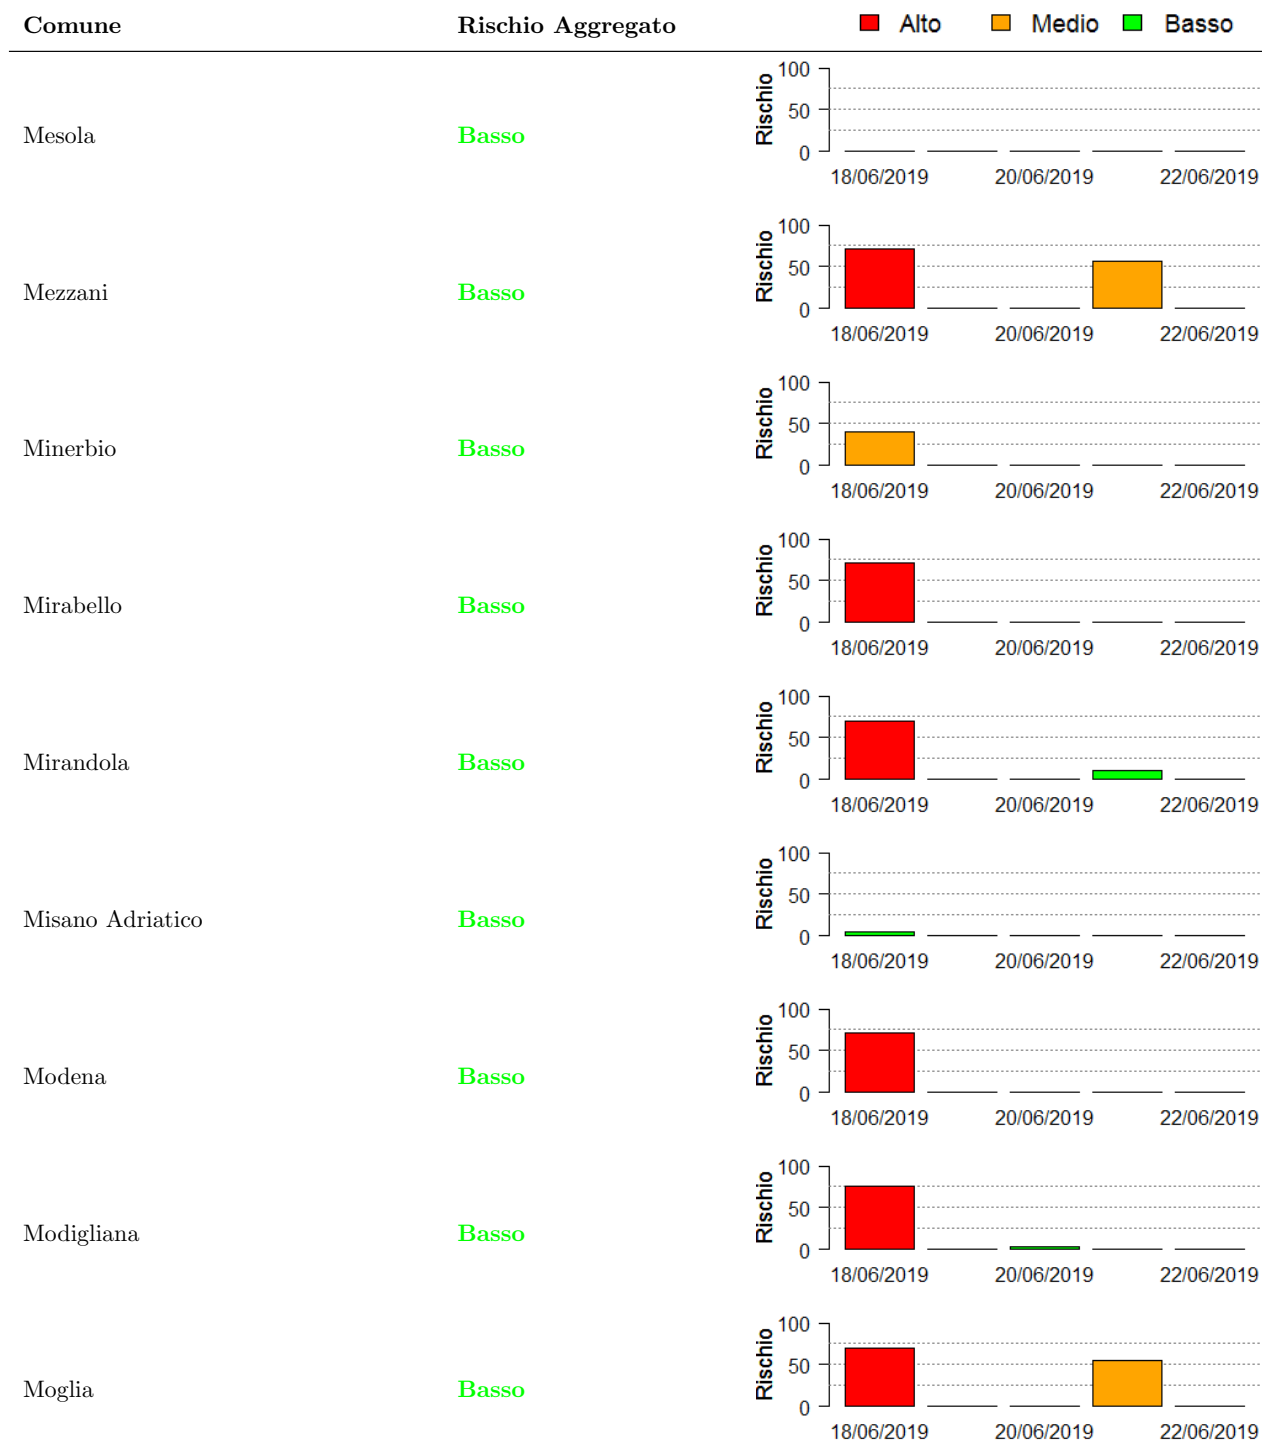 Comune Rischio Aggregato Alto Medio Basso
100
50
0
Rischio
Mesola Basso
18/06/2019 20/06/2019 22/06/2019
100
50
0
Rischio
Mezzani Basso
18/06/2019 20/06/2019 22/06/2019
100
50
0
Rischio
Minerbio Basso
18/06/2019 20/06/2019 22/06/2019
100
50
0
Rischio
Mirabello Basso
18/06/2019 20/06/2019 22/06/2019
100
50
0
Rischio
Mirandola Basso
18/06/2019 20/06/2019 22/06/2019
100
50
0
Rischio
Misano Adriatico Basso
18/06/2019 20/06/2019 22/06/2019
100
50
0
Rischio
Modena Basso
18/06/2019 20/06/2019 22/06/2019
100
50
0
Rischio
Modigliana Basso
18/06/2019 20/06/2019 22/06/2019
100
50
0
Rischio
Moglia Basso
18/06/2019 20/06/2019 22/06/2019